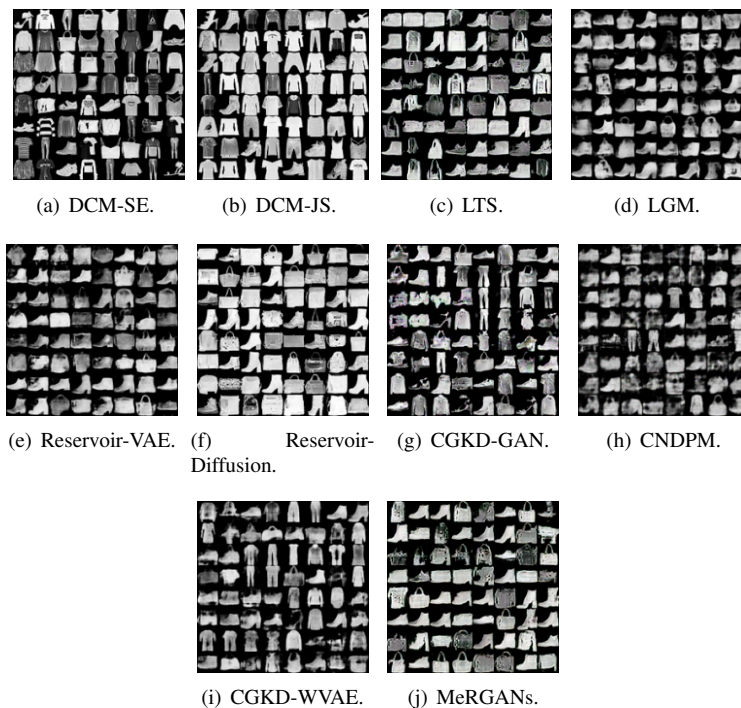 (a) DCM-SE.
(b) DCM-JS.
(c) LTS.
(d) LGM.
(e) Reservoir-VAE.
(f) Reservoir-
Diffusion.
(g) CGKD-GAN.
(h) CNDPM.
(i) CGKD-WVAE.
(j) MeRGANs.